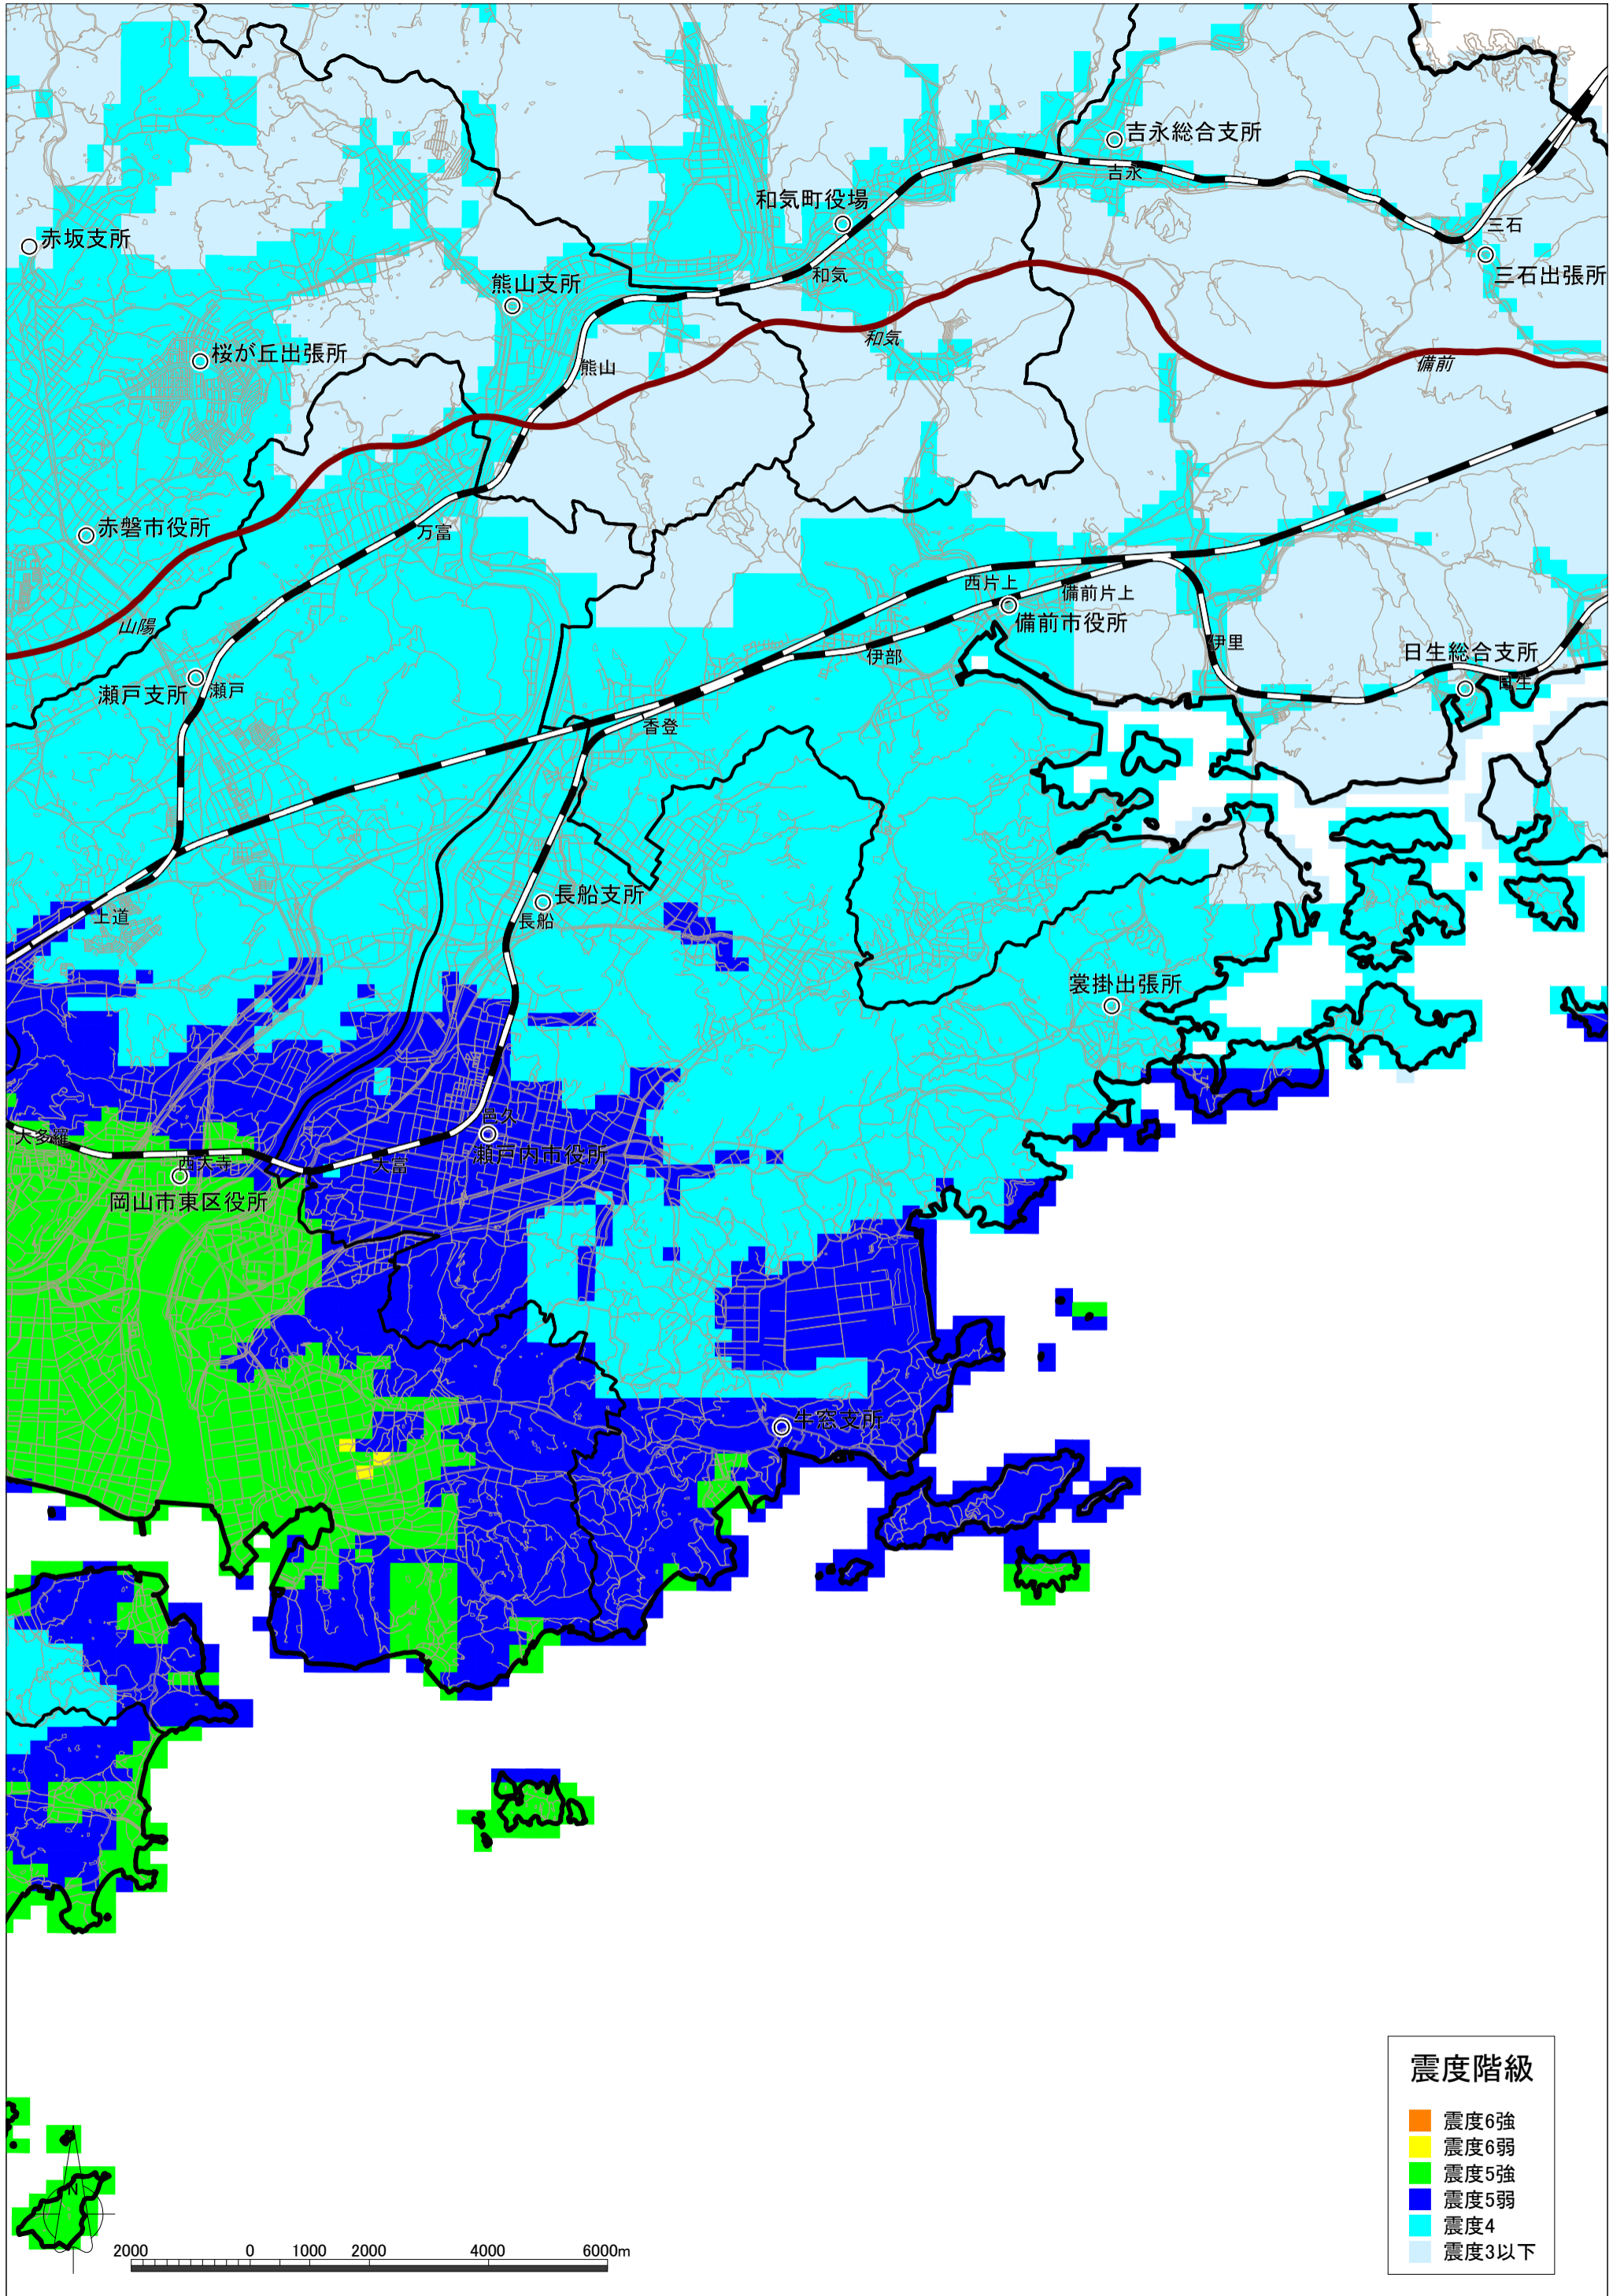 吉永総合支所
吉永
和気町役場
三石
赤坂支所
三石出張所
和気
熊山支所
和気
桜が丘出張所
備前
熊山
赤磐市役所
万富
西片上
備前片上
備前市役所
山陽
伊里
伊部
日生総合支所
日生
瀬戸支所
瀬戸
香登
長船支所
上道
長船
裳掛出張所
邑久
大多羅
瀬戸内市役所
西大寺
大富
岡山市東区役所
牛窓支所
震度階級
震度6強
震度6弱
震度5強
震度5弱
震度4
震度3以下
N
2000 0 1000 2000 4000 6000m